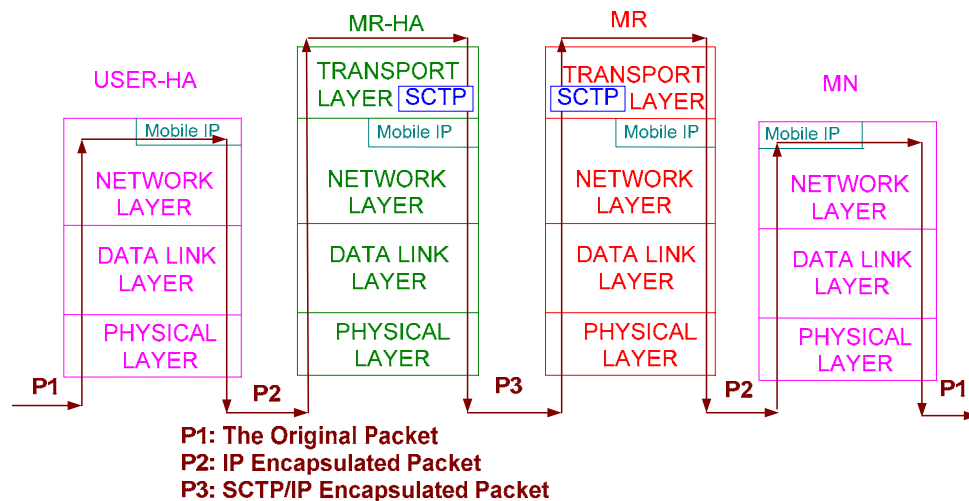 USER-HA
Mobile IP
NETWORK
LAYER
DATA LINK
LAYER
PHYSICAL
LAYER
MR-HA
TRANSPORT
LAYER SCTP
Mobile IP
NETWORK
LAYER
DATA LINK
LAYER
PHYSICAL
LAYER
MR
TRANSPORT
SCTP LAYER
Mobile IP
NETWORK
LAYER
DATA LINK
LAYER
PHYSICAL
LAYER
MN
Mobile IP
NETWORK
LAYER
DATA LINK
LAYER
PHYSICAL
LAYER
P1
P2
P3
P2
P1
P1: The Original Packet
P2: IP Encapsulated Packet
P3: SCTP/IP Encapsulated Packet